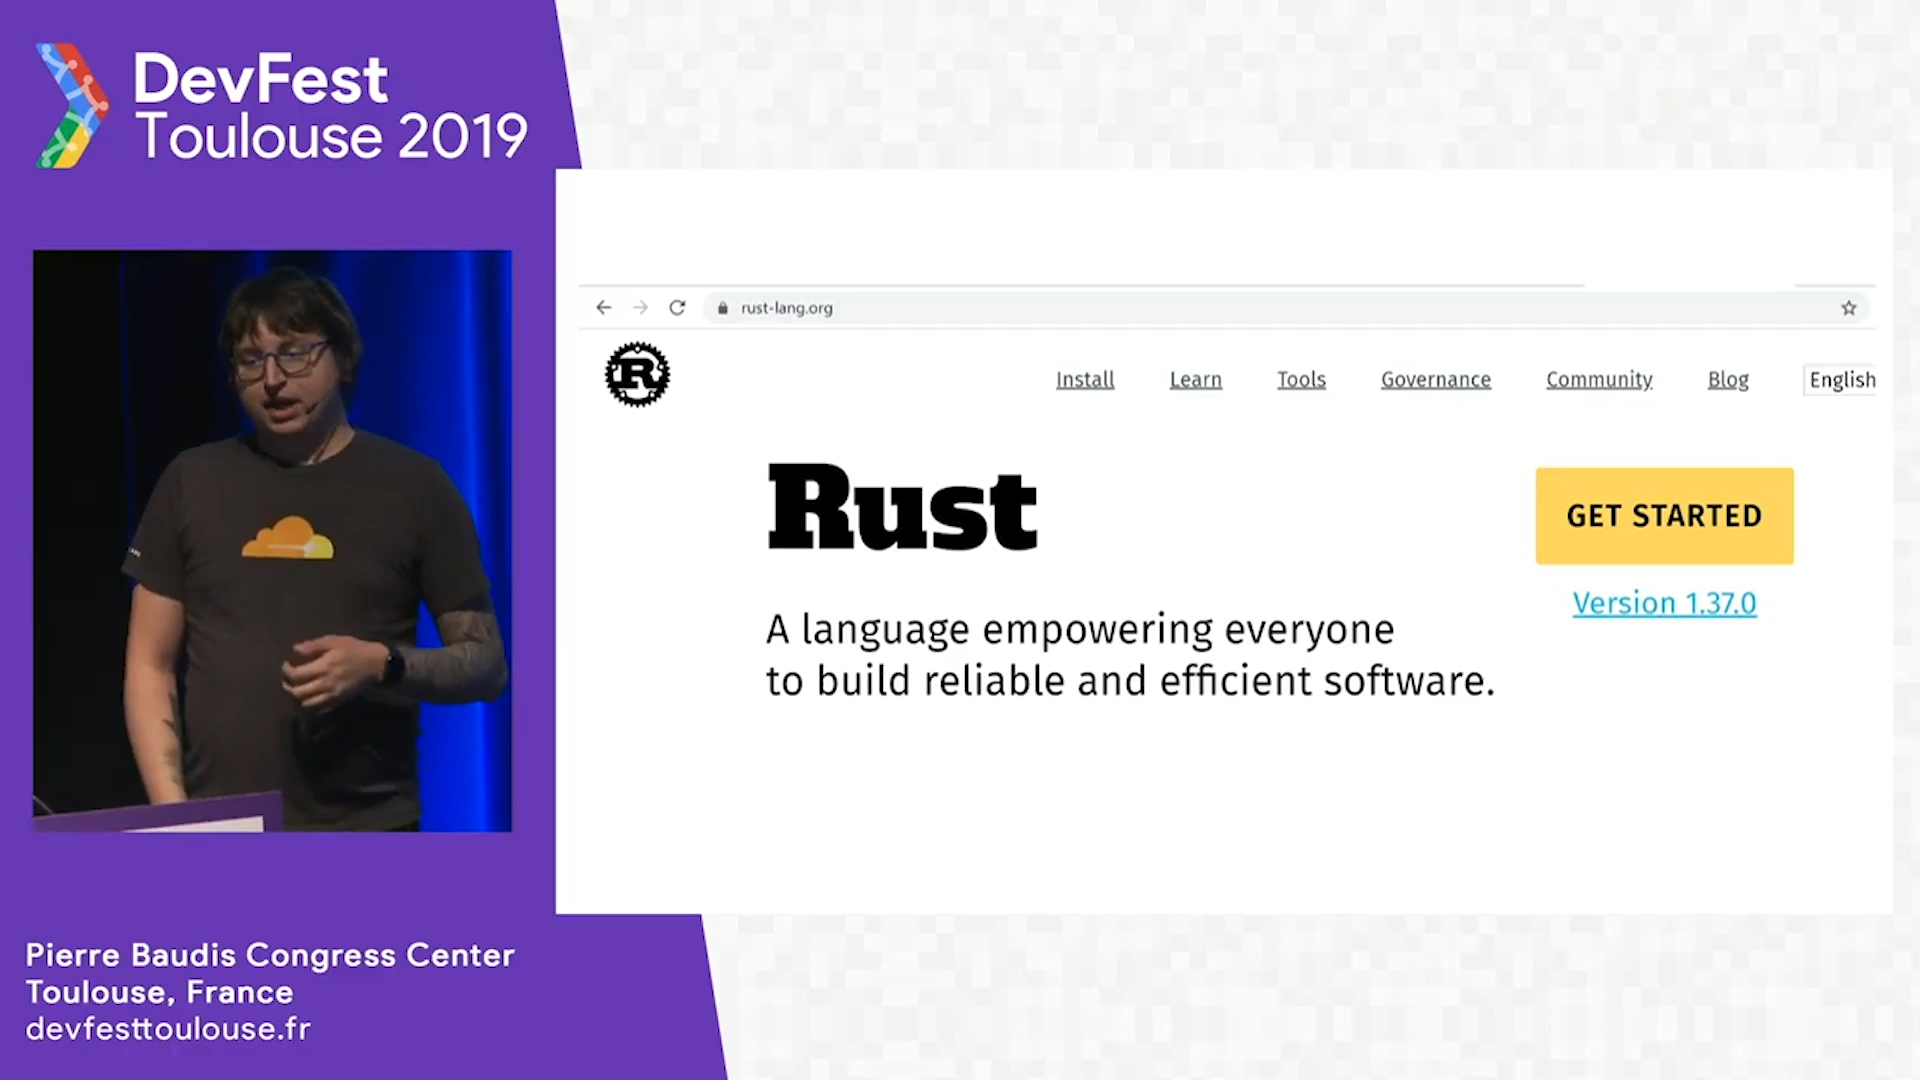 DevFest
Toulouse 2019
rust-lang.org
R
Install Learn Tools Governance Community Blog English
Rust
GET STARTED
Version 1.37.0
A language empowering everyone
to build reliable and efficient software.
Pierre Baudis Congress Center
Toulouse, France
devfesttoulouse.fr